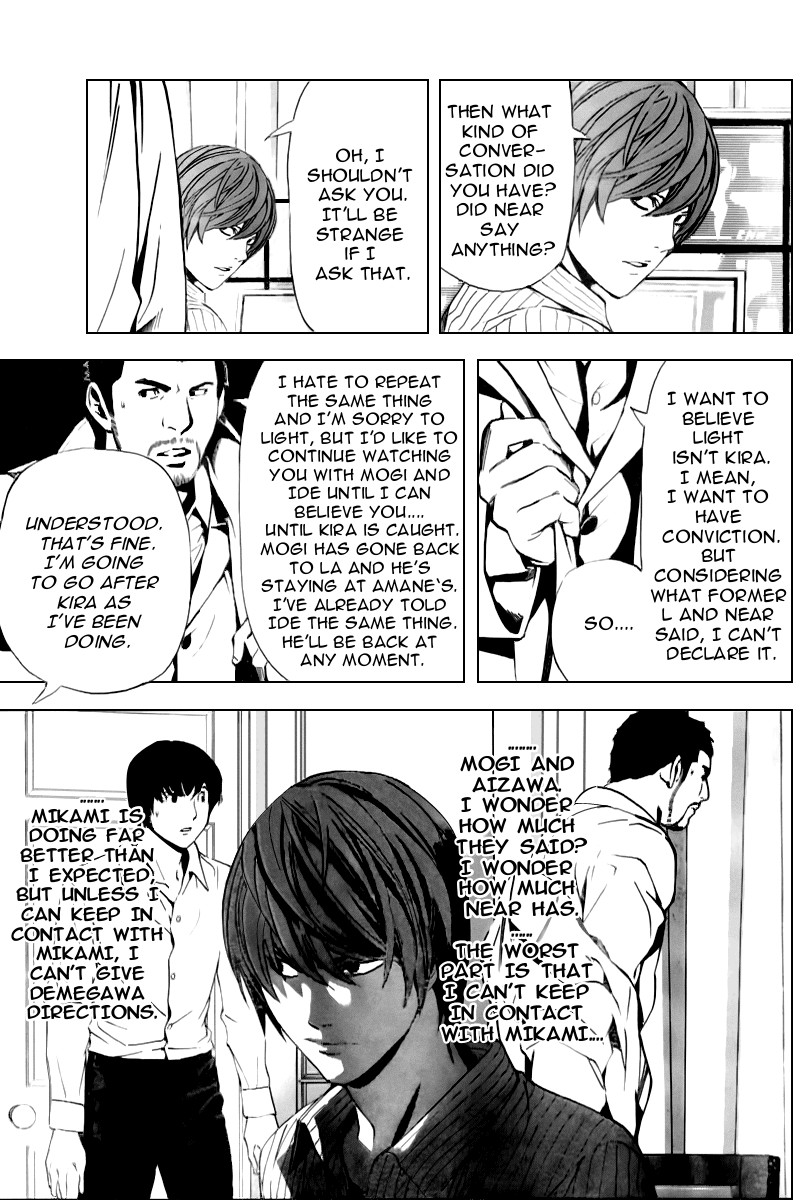 THEN WHAT
KIND OF
CONVER-
SATION DID
YOU HAVE?
DID NEAR
SAY
ANYTHING?
OH, I
SHOULDN'T
ASK YOU.
IT'LL BE
STRANGE
IF I
ASK THAT.
I WANT TO
BELIEVE
LIGHT
ISN'T KIRA.
I MEAN,
I WANT TO
HAVE
CONVICTION.
BUT
CONSIDERING
WHAT FORMER
L AND NEAR
SAID, I CAN'T
DECLARE IT.
SO....
I HATE TO REPEAT
THE SAME THING
AND I'M SORRY TO
LIGHT, BUT I'D LIKE TO
CONTINUE WATCHING
YOU WITH MOGI AND
IDE UNTIL I CAN
BELIEVE YOU....
UNTIL KIRA IS CAUGHT.
MOGI HAS GONE BACK
TO LA AND HE'S
STAYING AT AMANE'S.
I'VE ALREADY TOLD
IDE THE SAME THING.
HE'LL BE BACK AT
ANY MOMENT.
UNDERSTOOD.
THAT'S FINE.
I'M GOING
TO GO AFTER
KIRA AS
I'VE BEEN
DOING.
........
MOGI AND
AIZAWA.
I WONDER
HOW MUCH
THEY SAID?
I WONDER
HOW MUCH
NEAR HAS.
......
THE WORST
PART IS THAT
I CAN'T KEEP
IN CONTACT
WITH MIKAMI....
.......
MIKAMI IS
DOING FAR
BETTER THAN
I EXPECTED,
BUT UNLESS I
CAN KEEP IN
CONTACT WITH
MIKAMI, I
CAN'T GIVE
DEMEGAWA
DIRECTIONS.